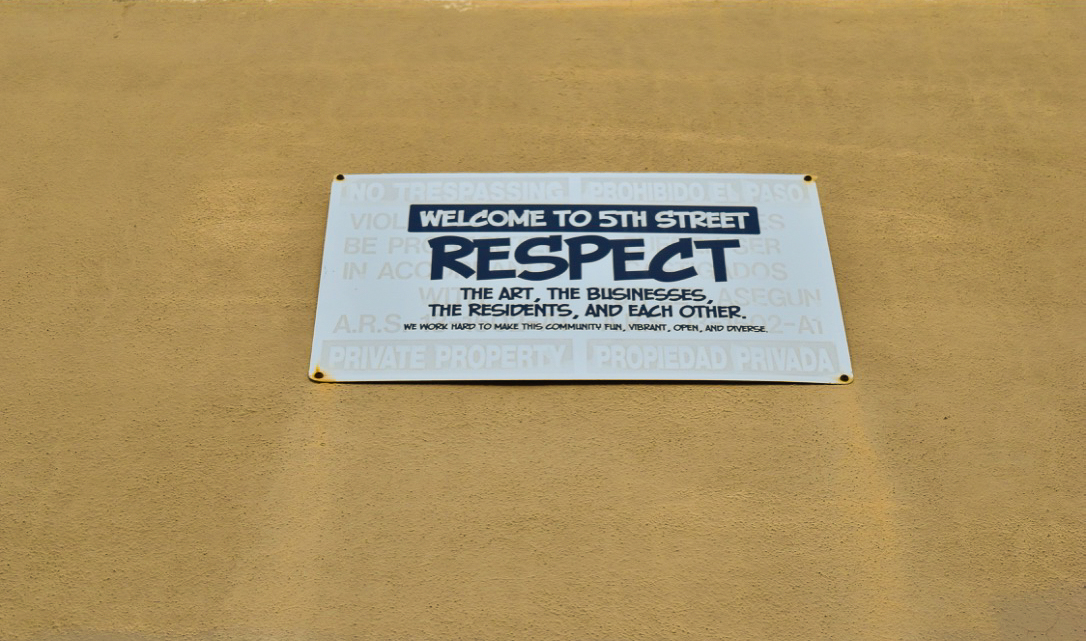 NO TRESPASSING PROHIBIDO EL PASO
WELCOME TO 5TH STREET
RESPECT
THE ART, THE BUSINESSES,
THE RESIDENTS, AND EACH OTHER.
WE WORK HARD TO MAKE THIS COMMUNITY FUN, VIBRANT, OPEN, AND DIVERSE.
A.R.S.
PRIVATE PROPERTY PROPIEDAD PRIVADA